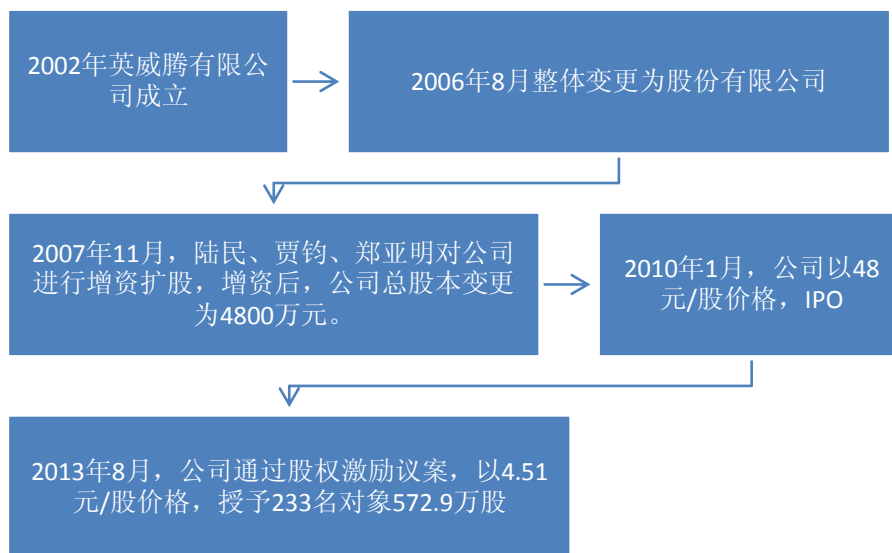 2002年英威腾有限公
司成立
2006年8月整体变更为股份有限公司
2007年11月，陆民、贾钧、郑亚明对公司
进行增资扩股，增资后，公司总股本变更
为4800万元。
2010年1月，公司以48
元/股价格，IPO
2013年8月，公司通过股权激励议案，以4.51
元/股价格，授予233名对象572.9万股